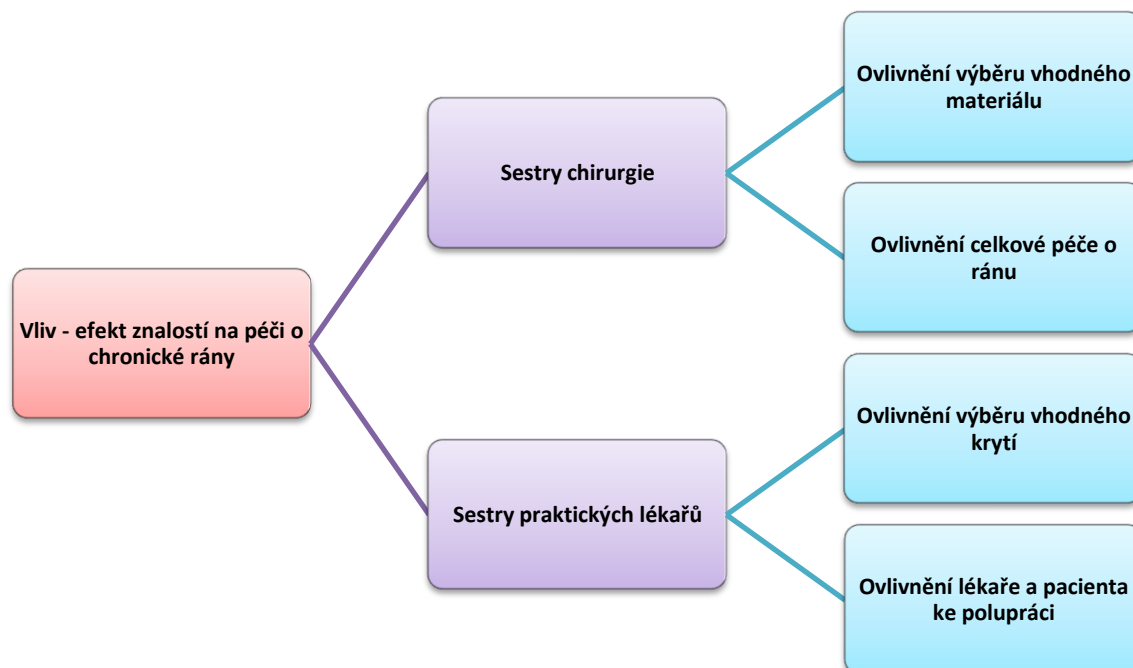 Vliv - efekt znalostí na péči o
chronické rány
Sestry chirurgie
Ovlivnění výběru vhodného
materiálu
Ovlivnění celkové péče o
ránu
Sestry praktických lékařů
Ovlivnění výběru vhodného
krytí
Ovlivnění lékaře a pacienta
ke polupráci